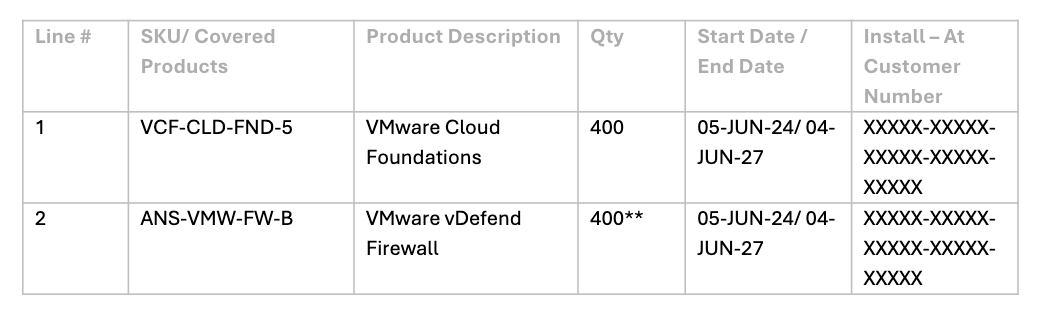 Line #
SKU/ Covered
Products
Product Description
Qty
Start Date /
End Date
Install – At
Customer
Number
1
VCF-CLD-FND-5
VMware Cloud
Foundations
400
05-JUN-24/ 04-
JUN-27
XXXXX-XXXXX-
XXXXX-XXXXX-
XXXXX
2
ANS-VMW-FW-B
VMware vDefend
Firewall
400**
05-JUN-24/ 04-
JUN-27
XXXXX-XXXXX-
XXXXX-XXXXX-
XXXXX